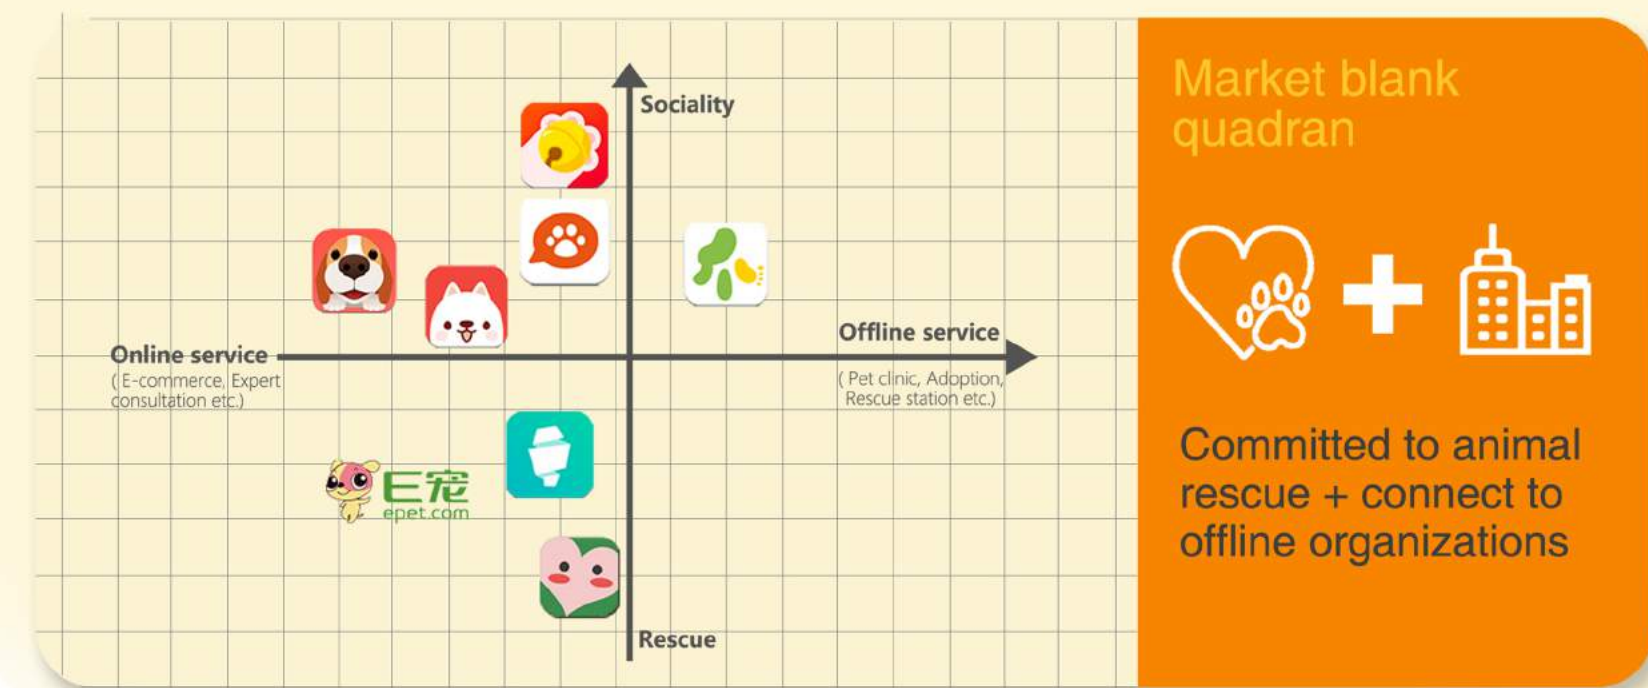 Sociality
Online service
( E-commerce, Expert
consultation etc.)
Offline service
( Pet clinic, Adoption,
Rescue station etc.)
E宠
epet.com
Rescue
Market blank
quadran
Committed to animal
rescue + connect to
offline organizations